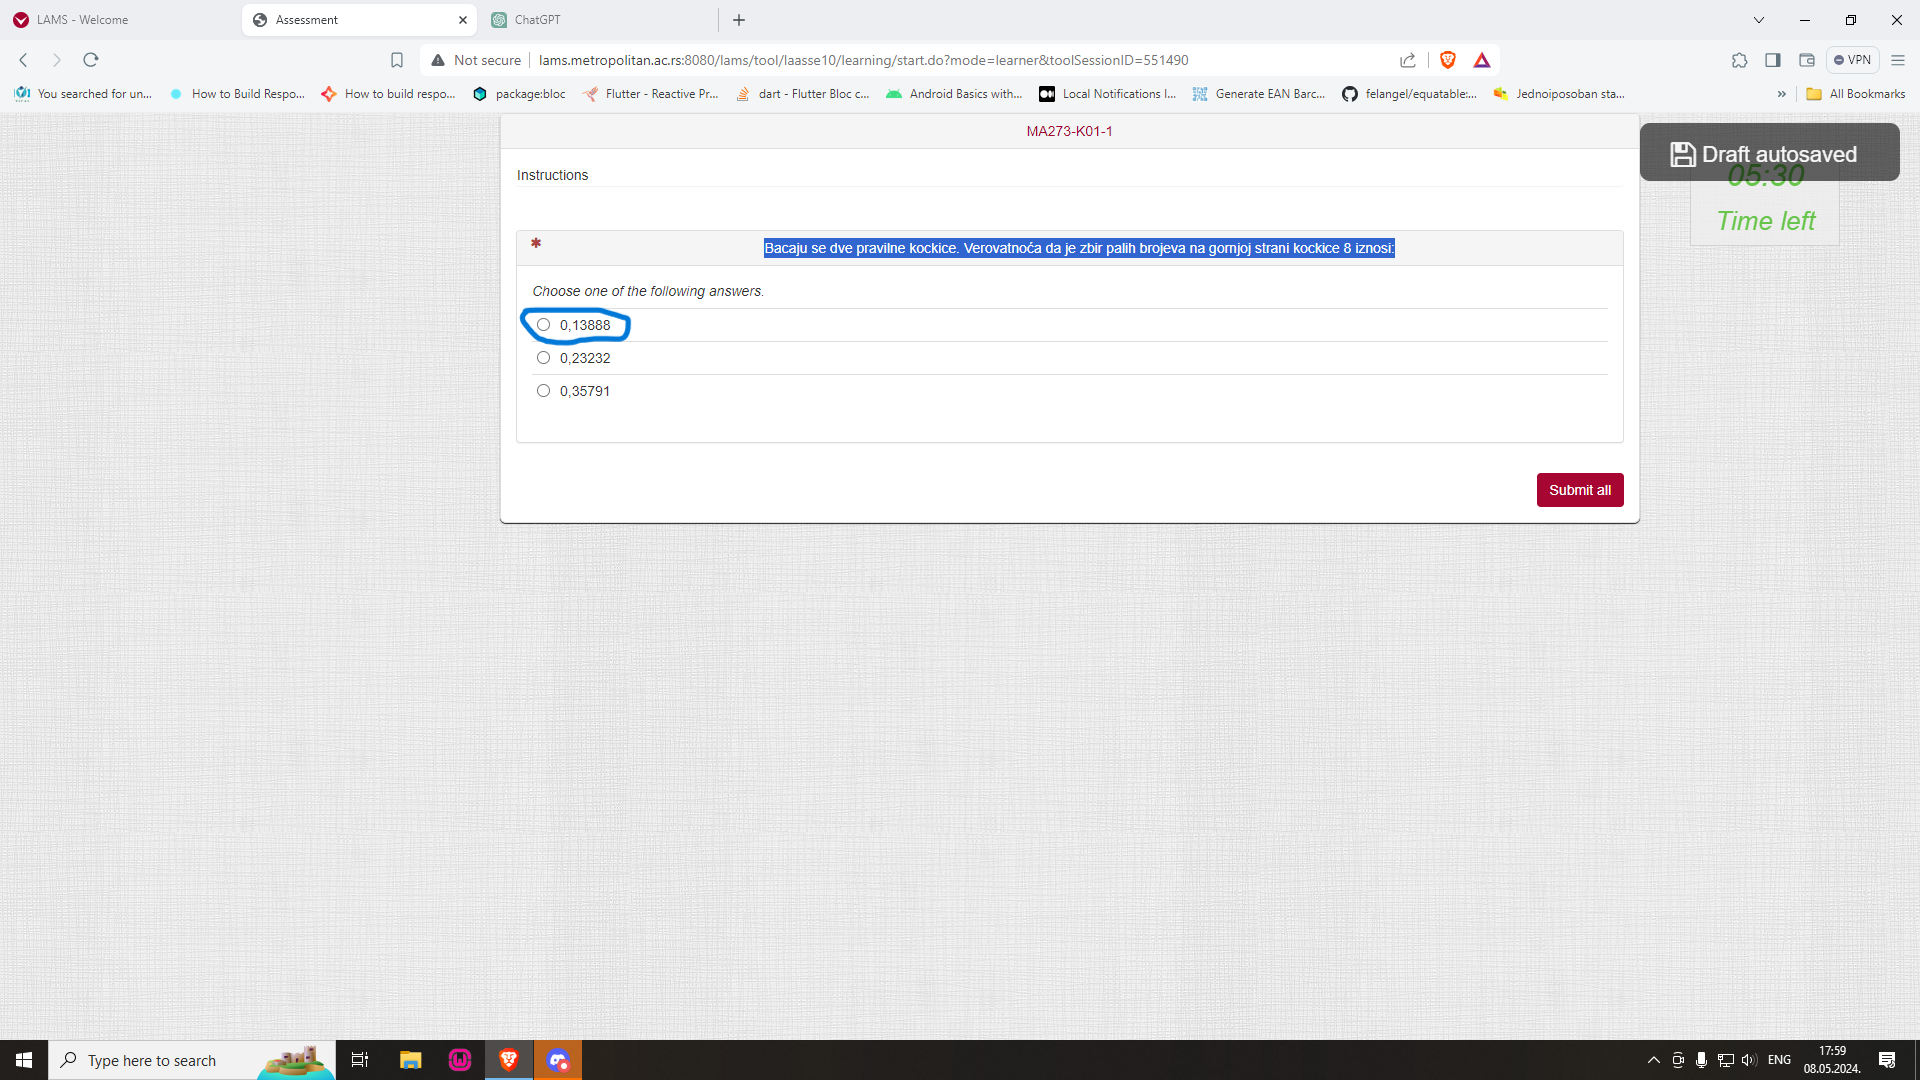 LAMS - Welcome
Assessment
ChatGPT
Not secure
lams.metropolitan.ac.rs:8080/lams/tool/laasse10/learning/start.do?mode=learner&toolSessionID=551490
VPN
You searched for un...
How to Build Respo...
How to build respo...
package:bloc
Flutter - Reactive Pr...
dart - Flutter Bloc c...
Android Basics with...
Local Notifications I...
Generate EAN Barc...
felangel/equatable:...
Jednoiposoban sta...
All Bookmarks
MA273-K01-1
Draft autosaved
05:30
Time left
Instructions
* Bacaju se dve pravilne kockice. Verovatnoća da je zbir palih brojeva na gornjoj strani kockice 8 iznosi:
Choose one of the following answers.
0,13888
0,23232
0,35791
Submit all
Type here to search
ENG
17:59
08.05.2024.